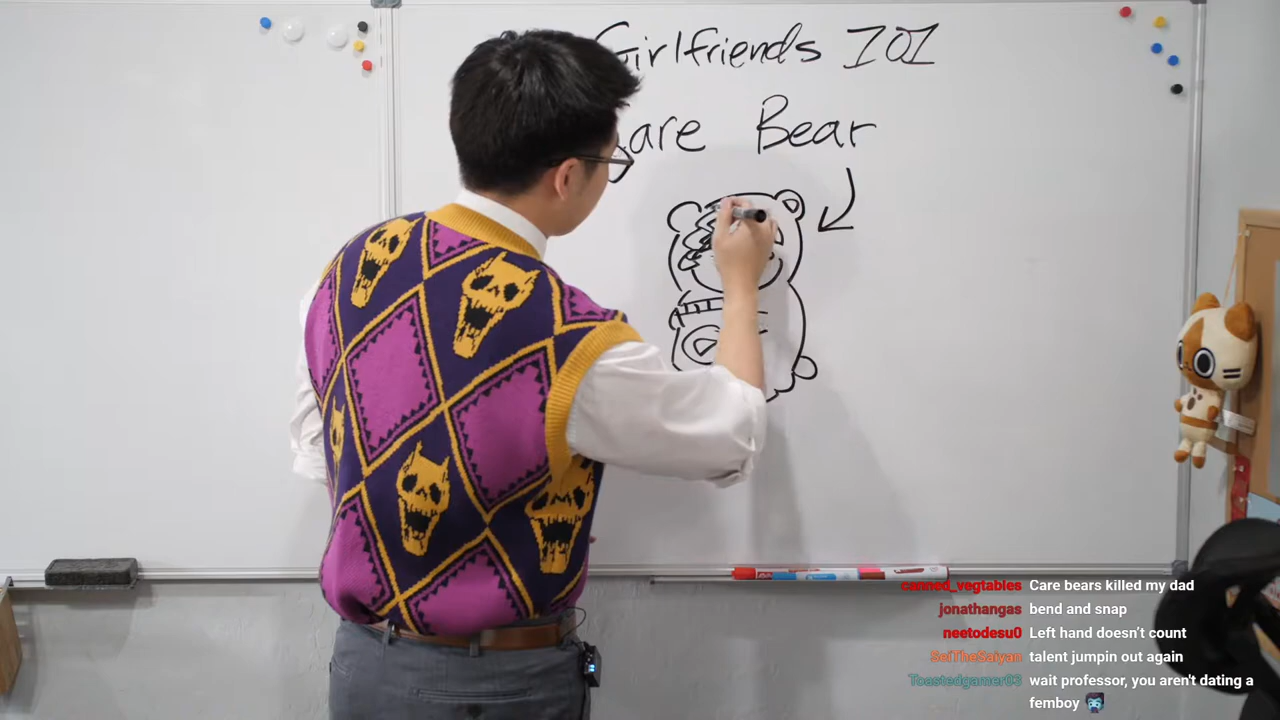 Girlfriends 101
Care Bear
canned_vegtables Care bears killed my dad
jonathangas bend and snap
neetodesu0 Left hand doesn't count
SeiTheSaiyan talent jumpin out again
Toastedgamer03 wait professor, you aren't dating a
femboy